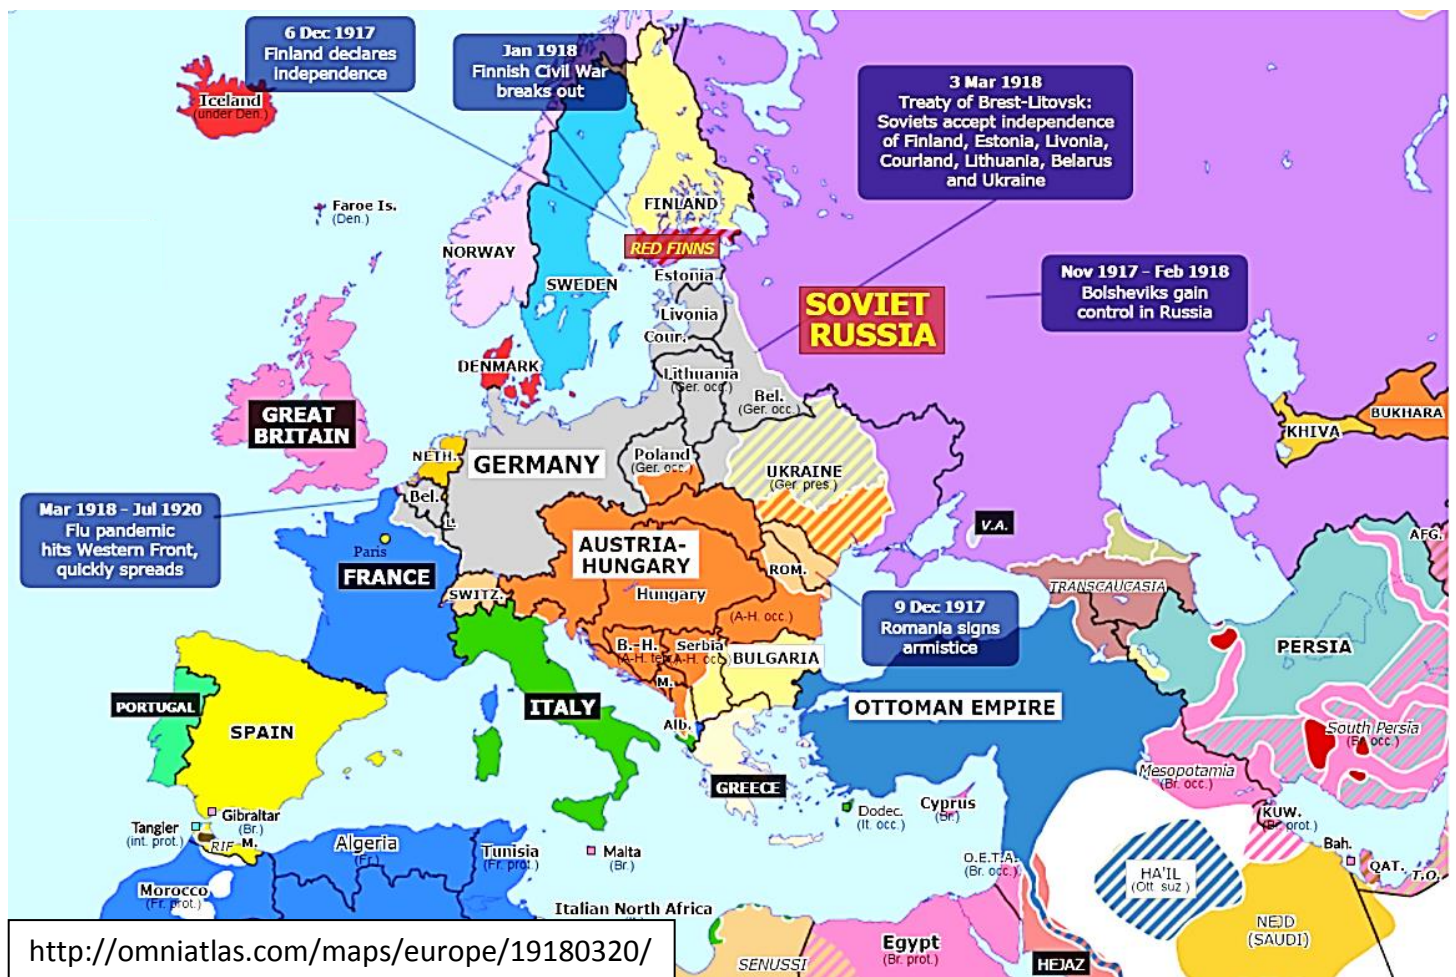 6 Dec 1917
Finland declares
independence
Jan 1918
Finnish Civil War
breaks out
3 Mar 1918
Treaty of Brest-Litovsk:
Soviets accept independence
of Finland, Estonia, Livonia,
Courland, Lithuania, Belarus
and Ukraine
Iceland
(under Den.)
Faroe Is.
(Den.)
FINLAND
NORWAY
RED FINNS
SWEDEN
Estonia
Nov 1917 - Feb 1918
Bolsheviks gain
control in Russia
SOVIET
RUSSIA
Livonia
Cour.
DENMARK
Lithuania
(Ger. occ.)
Bel.
(Ger. occ.)
GREAT
BRITAIN
BUKHARA
KHIVA
NETH.
GERMANY
Poland
(Ger. occ.)
UKRAINE
(Ger. pres.)
Bel.
L.
Mar 1918 - Jul 1920
Flu pandemic
hits Western Front,
quickly spreads
V.A.
AFG.
Paris
FRANCE
AUSTRIA-
HUNGARY
Hungary
ROM.
SWITZ.
TRANSCAUCASIA
(A-H. occ.)
9 Dec 1917
Romania signs
armistice
B.-H.
Serbia
(A-H. occ.)
BULGARIA
PERSIA
M.
PORTUGAL
ITALY
Alb.
OTTOMAN EMPIRE
SPAIN
South Persia
(Br. occ.)
GREECE
Mesopotamia
(Br. occ.)
Gibraltar
(Br.)
Tangier
(int. prot.)
RIF
M.
Algeria
(Fr.)
Tunisia
(Fr. prot.)
Malta
(Br.)
Dodec.
(It. occ.)
Cyprus
(Br.)
KUW.
(Br. prot.)
Bah.
QAT.
T.O.
O.E.T.A.
(Br. occ.)
HA'IL
(Ott. suz.)
Morocco
(Fr. prot.)
Italian North Africa
NEJD
(SAUDI)
Egypt
(Br. prot.)
SENUSSI
HEJAZ
http://omniatlas.com/maps/europe/19180320/